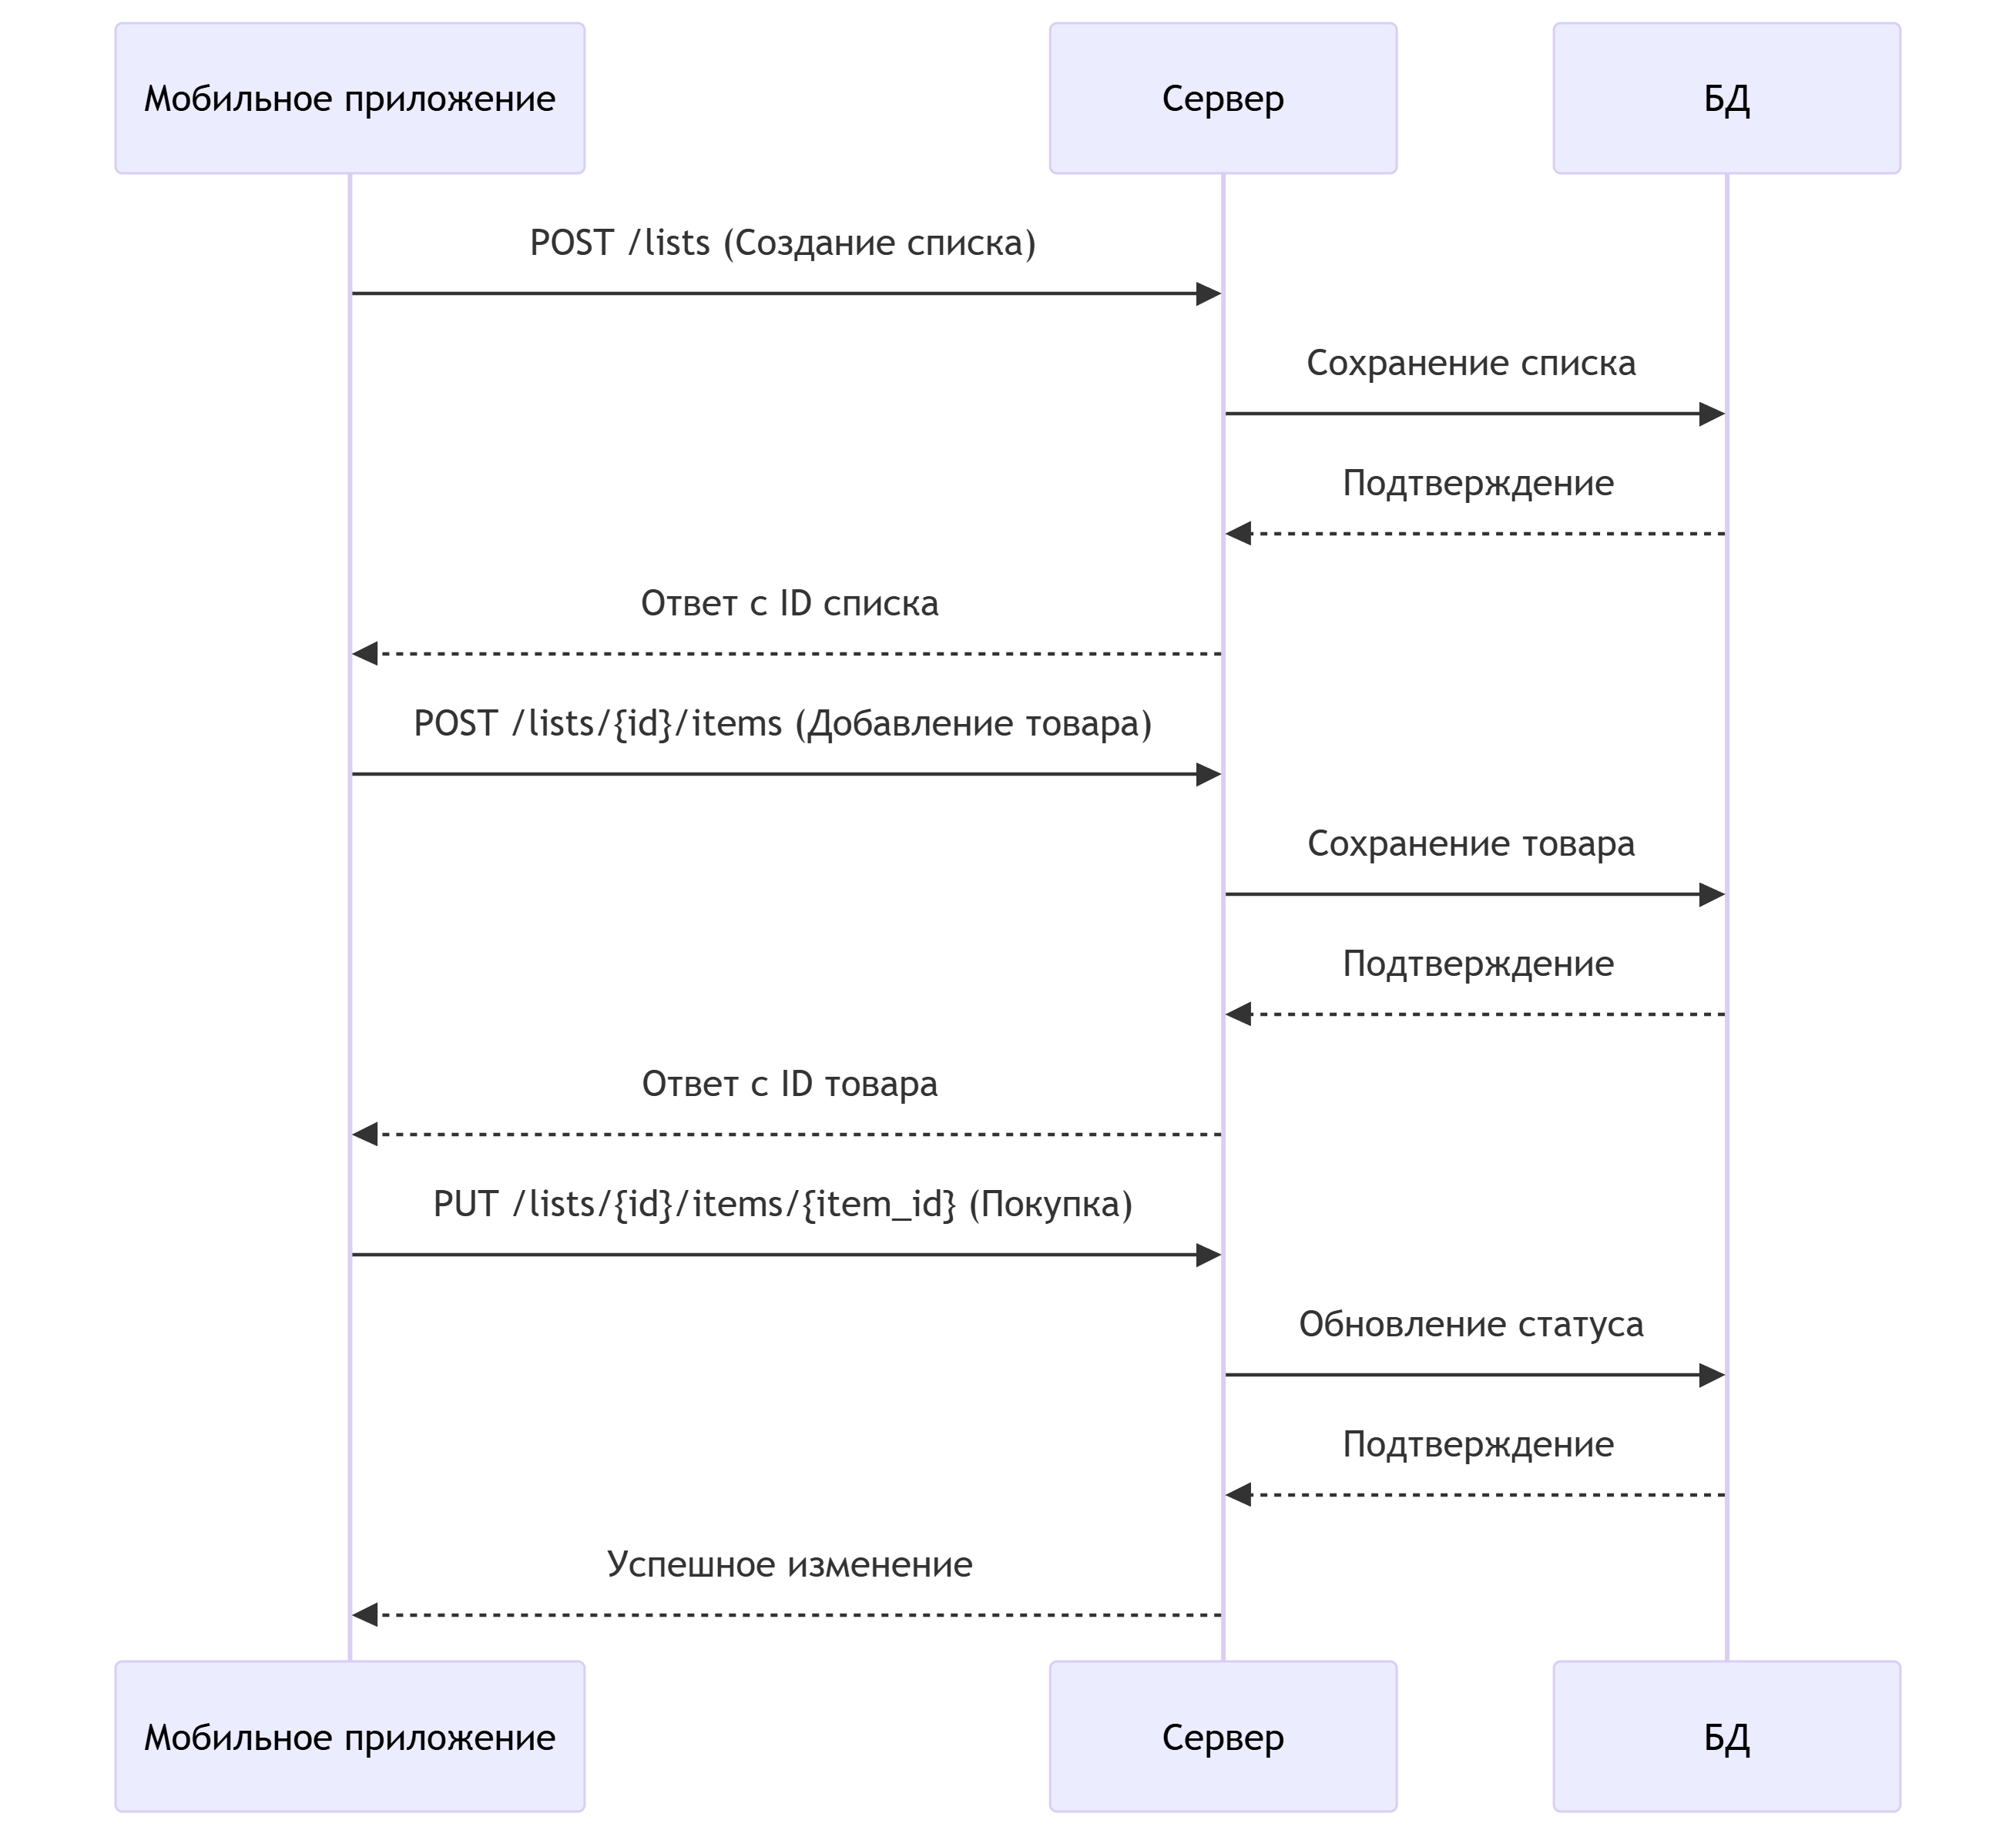 Мобильное приложение
Сервер
БД
POST /lists (Создание списка)
Сохранение списка
Подтверждение
Ответ с ID списка
POST /lists/{id}/items (Добавление товара)
Сохранение товара
Подтверждение
Ответ с ID товара
PUT /lists/{id}/items/{item_id} (Покупка)
Обновление статуса
Подтверждение
Успешное изменение
Мобильное приложение
Сервер
БД